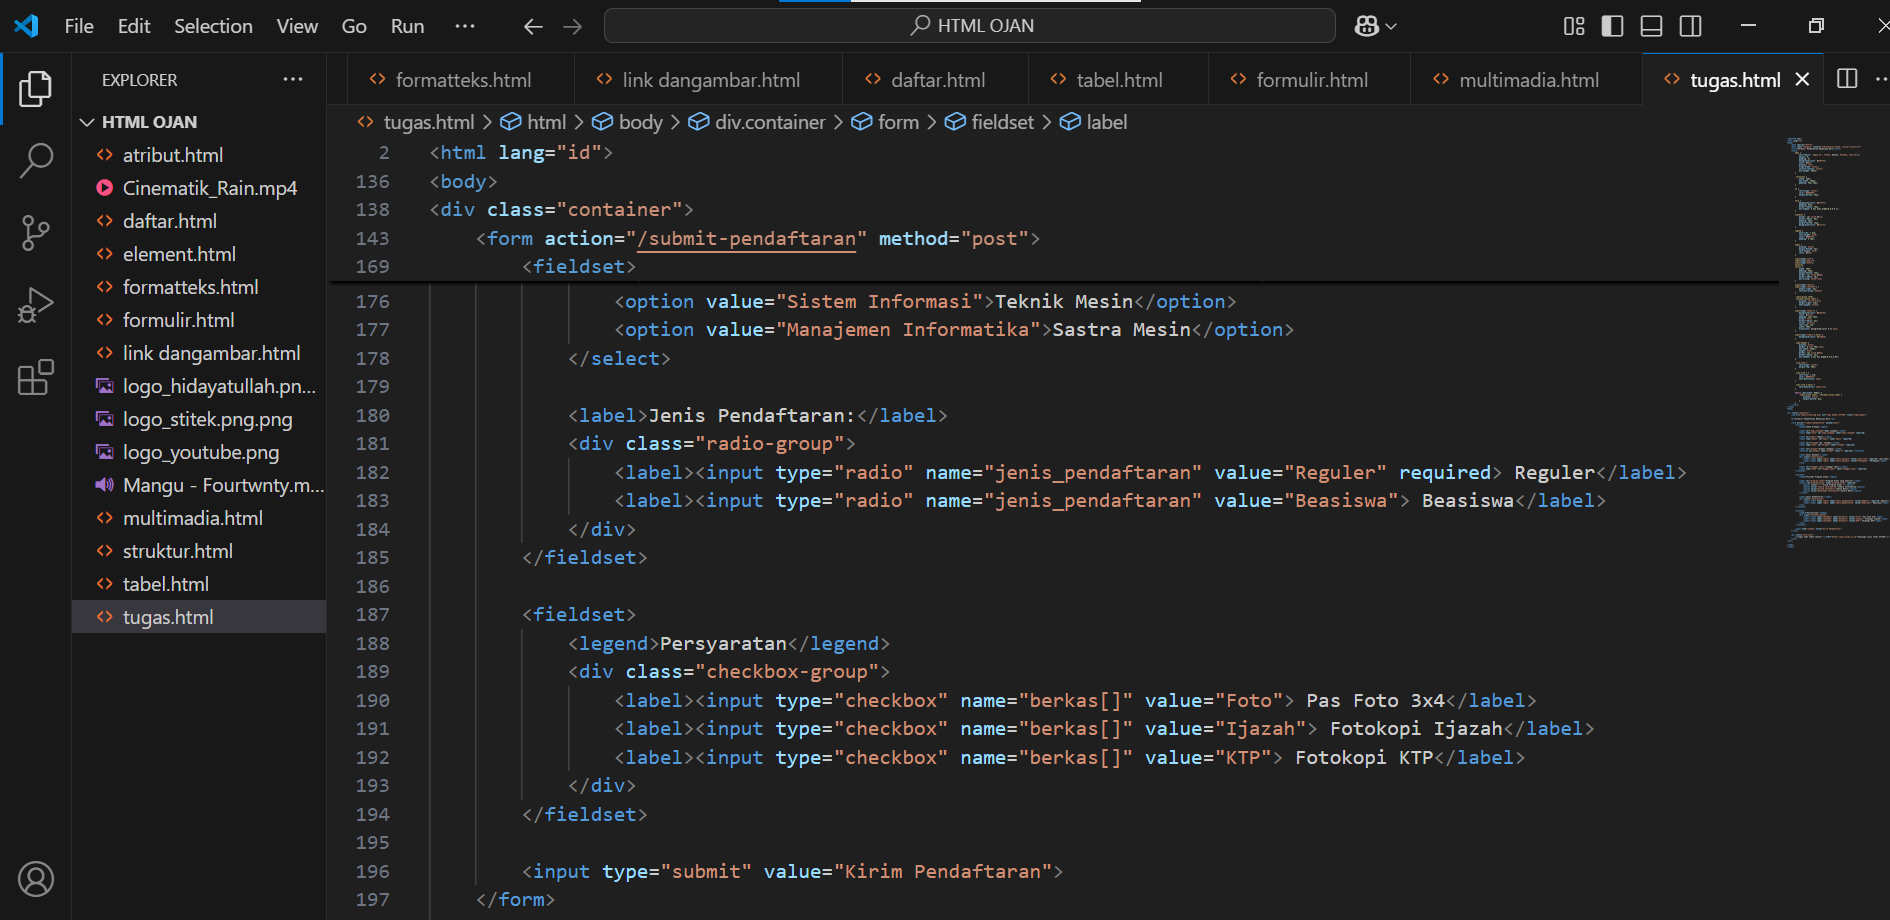 File Edit Selection View Go Run ··· HTML OJAN
EXPLORER ···
HTML OJAN
atribut.html
Cinematik_Rain.mp4
daftar.html
element.html
formatteks.html
formulir.html
link dangambar.html
logo_hidayatullah.pn...
logo_stitek.png.png
logo_youtube.png
Mangu - Fourtwnty.m...
multimadia.html
struktur.html
tabel.html
tugas.html
formatteks.html link dangambar.html daftar.html tabel.html formulir.html multimadia.html tugas.html
tugas.html > html > body > div.container > form > fieldset > label
2 <html lang="id">
136 <body>
138 <div class="container">
143 <form action="/submit-pendaftaran" method="post">
169 <fieldset>
176 <option value="Sistem Informasi">Teknik Mesin</option>
177 <option value="Manajemen Informatika">Sastra Mesin</option>
178 </select>
179
180 <label>Jenis Pendaftaran:</label>
181 <div class="radio-group">
182 <label><input type="radio" name="jenis_pendaftaran" value="Reguler" required> Reguler</label>
183 <label><input type="radio" name="jenis_pendaftaran" value="Beasiswa"> Beasiswa</label>
184 </div>
185 </fieldset>
186
187 <fieldset>
188 <legend>Persyaratan</legend>
189 <div class="checkbox-group">
190 <label><input type="checkbox" name="berkas[]" value="Foto"> Pas Foto 3x4</label>
191 <label><input type="checkbox" name="berkas[]" value="Ijazah"> Fotokopi Ijazah</label>
192 <label><input type="checkbox" name="berkas[]" value="KTP"> Fotokopi KTP</label>
193 </div>
194 </fieldset>
195
196 <input type="submit" value="Kirim Pendaftaran">
197 </form>